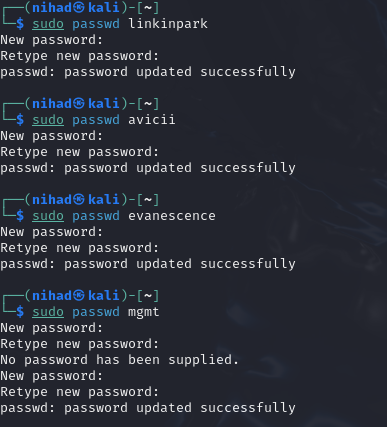 ┌──(nihad㉿kali)-[~]
└─$ sudo passwd linkinpark
New password:
Retype new password:
passwd: password updated successfully
┌──(nihad㉿kali)-[~]
└─$ sudo passwd avicii
New password:
Retype new password:
passwd: password updated successfully
┌──(nihad㉿kali)-[~]
└─$ sudo passwd evanescence
New password:
Retype new password:
passwd: password updated successfully
┌──(nihad㉿kali)-[~]
└─$ sudo passwd mgmt
New password:
Retype new password:
No password has been supplied.
New password:
Retype new password:
passwd: password updated successfully